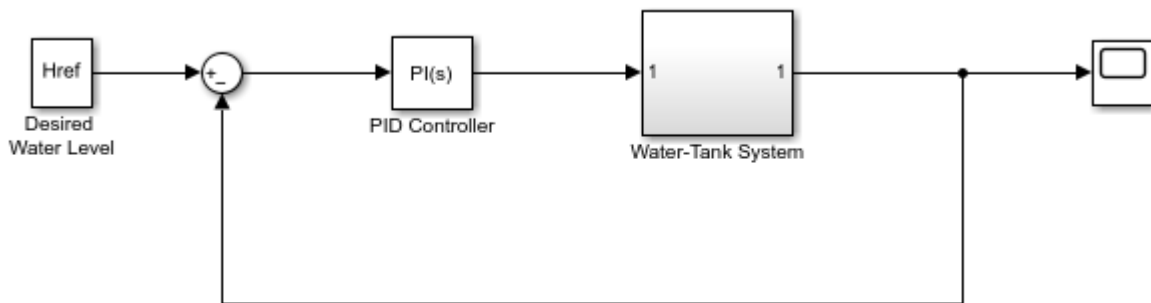 Href
+
−
PI(s)
1
1
Desired
Water Level
PID Controller
Water-Tank System